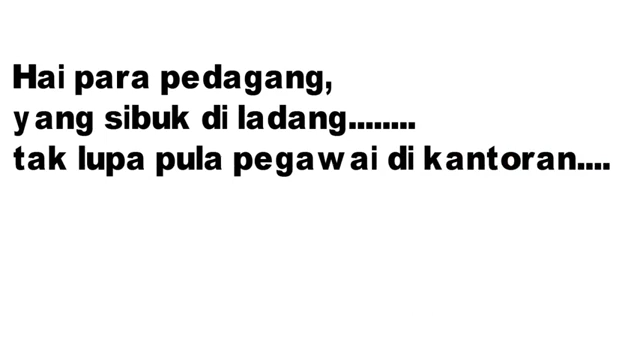 Hai para pedagang,
yang sibuk di ladang........
tak lupa pula pegawai di kantoran....